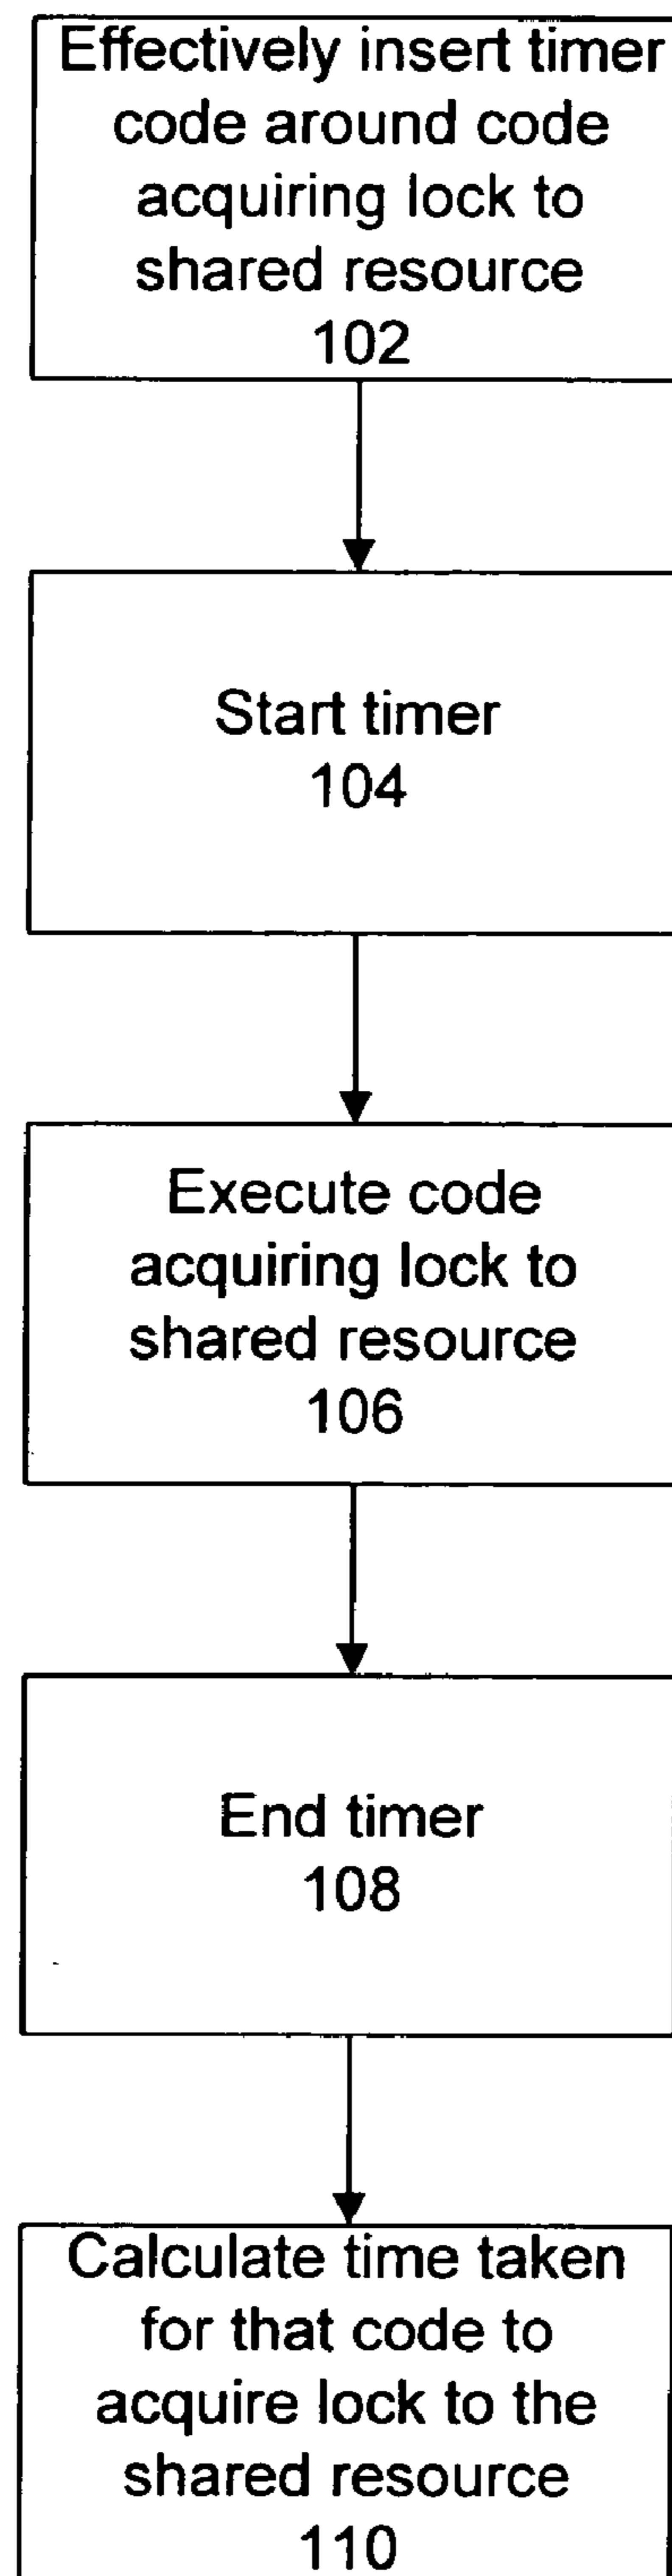 Effectively insert timer
code around code
acquiring lock to
shared resource
102
Start timer
104
Execute code
acquiring lock to
shared resource
106
End timer
108
Calculate time taken
for that code to
acquire lock to the
shared resource
110